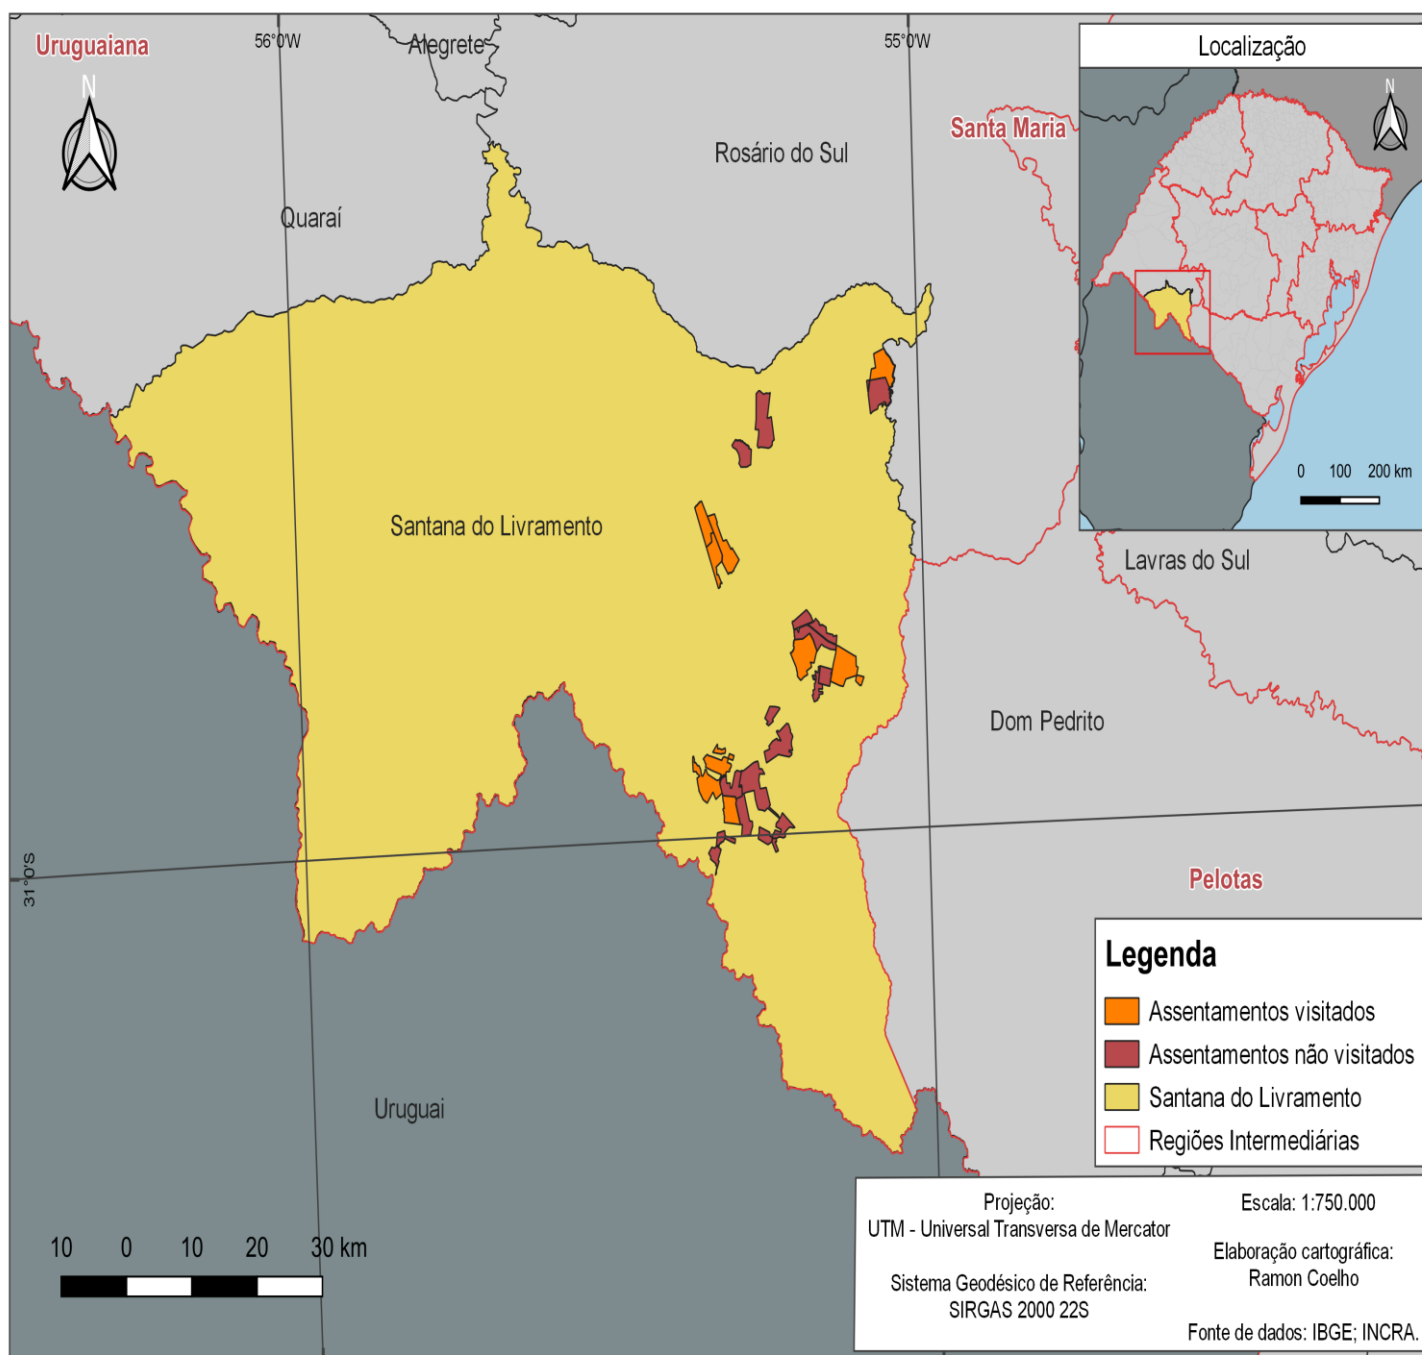 Uruguaiana
56°0'W
Alegrete
55°0'W
Localização
N
N
Santa Maria
Rosário do Sul
Quaraí
0 100 200 km
Santana do Livramento
Lavras do Sul
Dom Pedrito
31°0'S
Pelotas
Uruguai
Legenda
Assentamentos visitados
Assentamentos não visitados
Santana do Livramento
Regiões Intermediárias
10 0 10 20 30 km
Projeção:
UTM - Universal Transversa de Mercator
Sistema Geodésico de Referência:
SIRGAS 2000 22S
Escala: 1:750.000
Elaboração cartográfica:
Ramon Coelho
Fonte de dados: IBGE; INCRA.